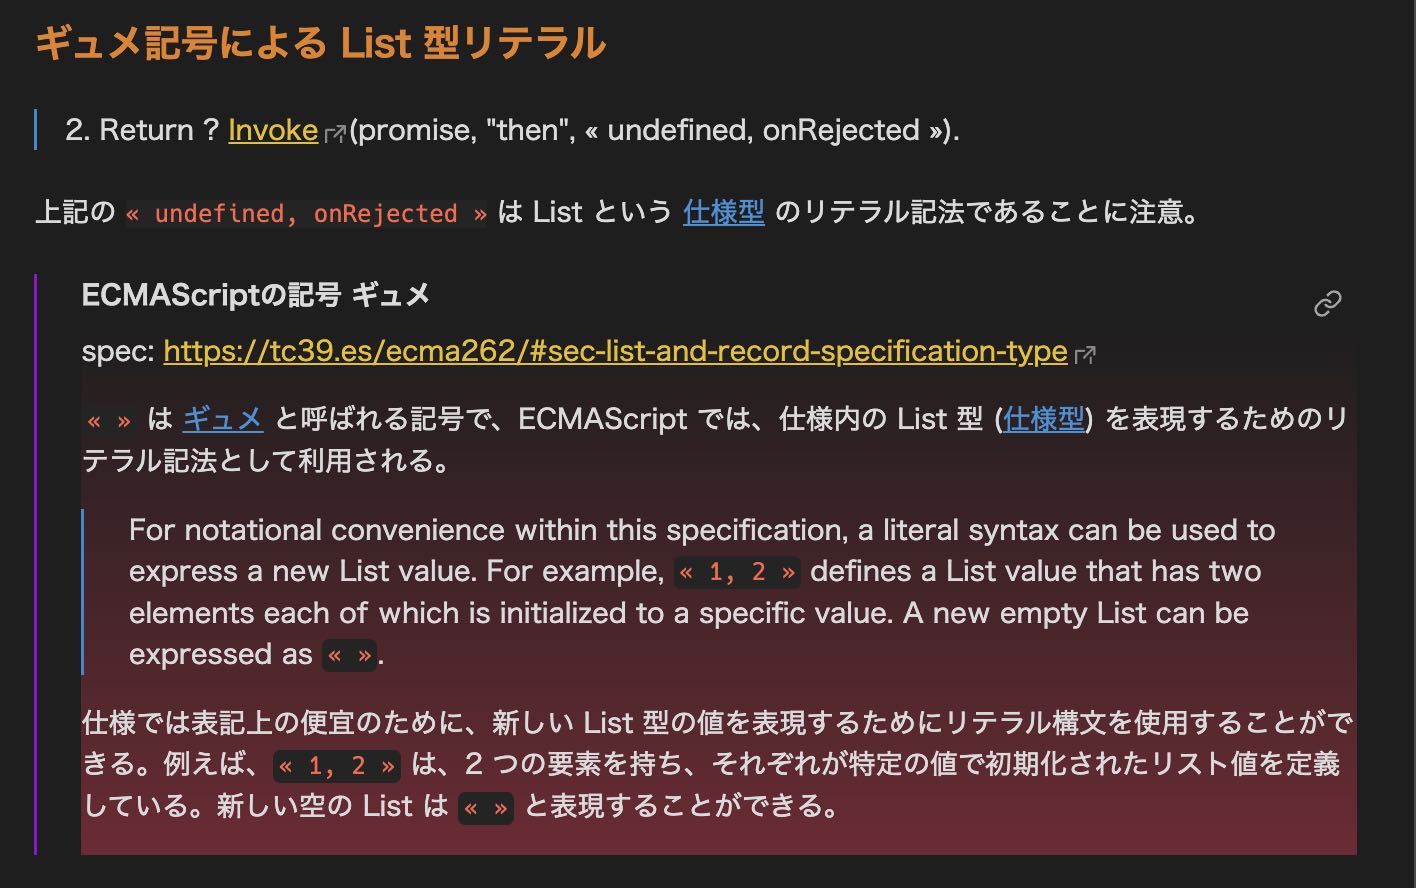 ギュメ記号による List 型リテラル
2. Return ? Invoke(promise, "then", « undefined, onRejected »).
上記の « undefined, onRejected » は List という 仕様型 のリテラル記法であることに注意。
ECMAScriptの記号 ギュメ
spec: https://tc39.es/ecma262/#sec-list-and-record-specification-type
« » は ギュメ と呼ばれる記号で、ECMAScript では、仕様内の List 型 (仕様型) を表現するためのリ
テラル記法として利用される。
For notational convenience within this specification, a literal syntax can be used to
express a new List value. For example, « 1, 2 » defines a List value that has two
elements each of which is initialized to a specific value. A new empty List can be
expressed as « ».
仕様では表記上の便宜のために、新しい List 型の値を表現するためにリテラル構文を使用することがで
きる。例えば、« 1, 2 » は、2 つの要素を持ち、それぞれが特定の値で初期化されたリスト値を定義
している。新しい空の List は « » と表現することができる。